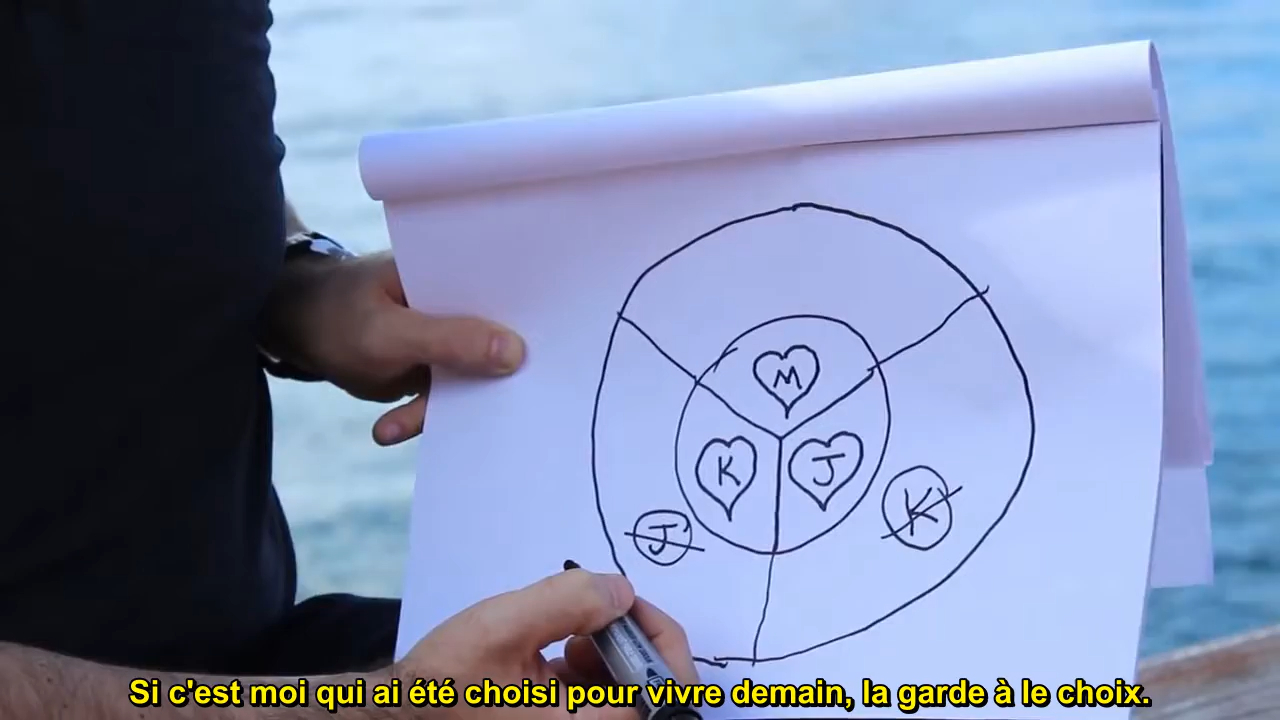 M
K J
J K
Si c'est moi qui ai été choisi pour vivre demain, la garde à le choix.